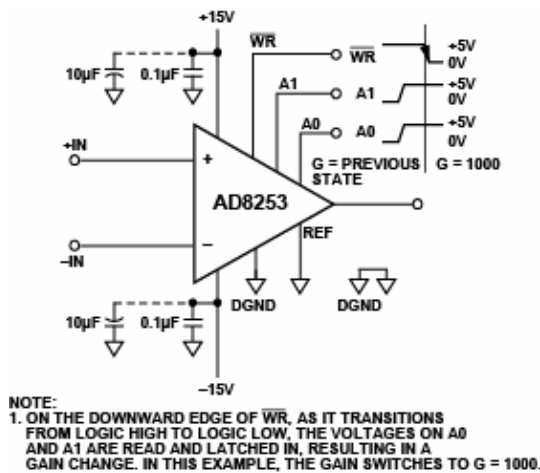 +15V
10µF
0.1µF
WR
WR
+5V
0V
A1
A1
+5V
0V
A0
A0
+5V
0V
+IN
+
G = PREVIOUS
STATE
G = 1000
AD8253
REF
–
–IN
DGND
DGND
10µF
0.1µF
–15V
NOTE:
1. ON THE DOWNWARD EDGE OF WR, AS IT TRANSITIONS
FROM LOGIC HIGH TO LOGIC LOW, THE VOLTAGES ON A0
AND A1 ARE READ AND LATCHED IN, RESULTING IN A
GAIN CHANGE. IN THIS EXAMPLE, THE GAIN SWITCHES TO G = 1000.